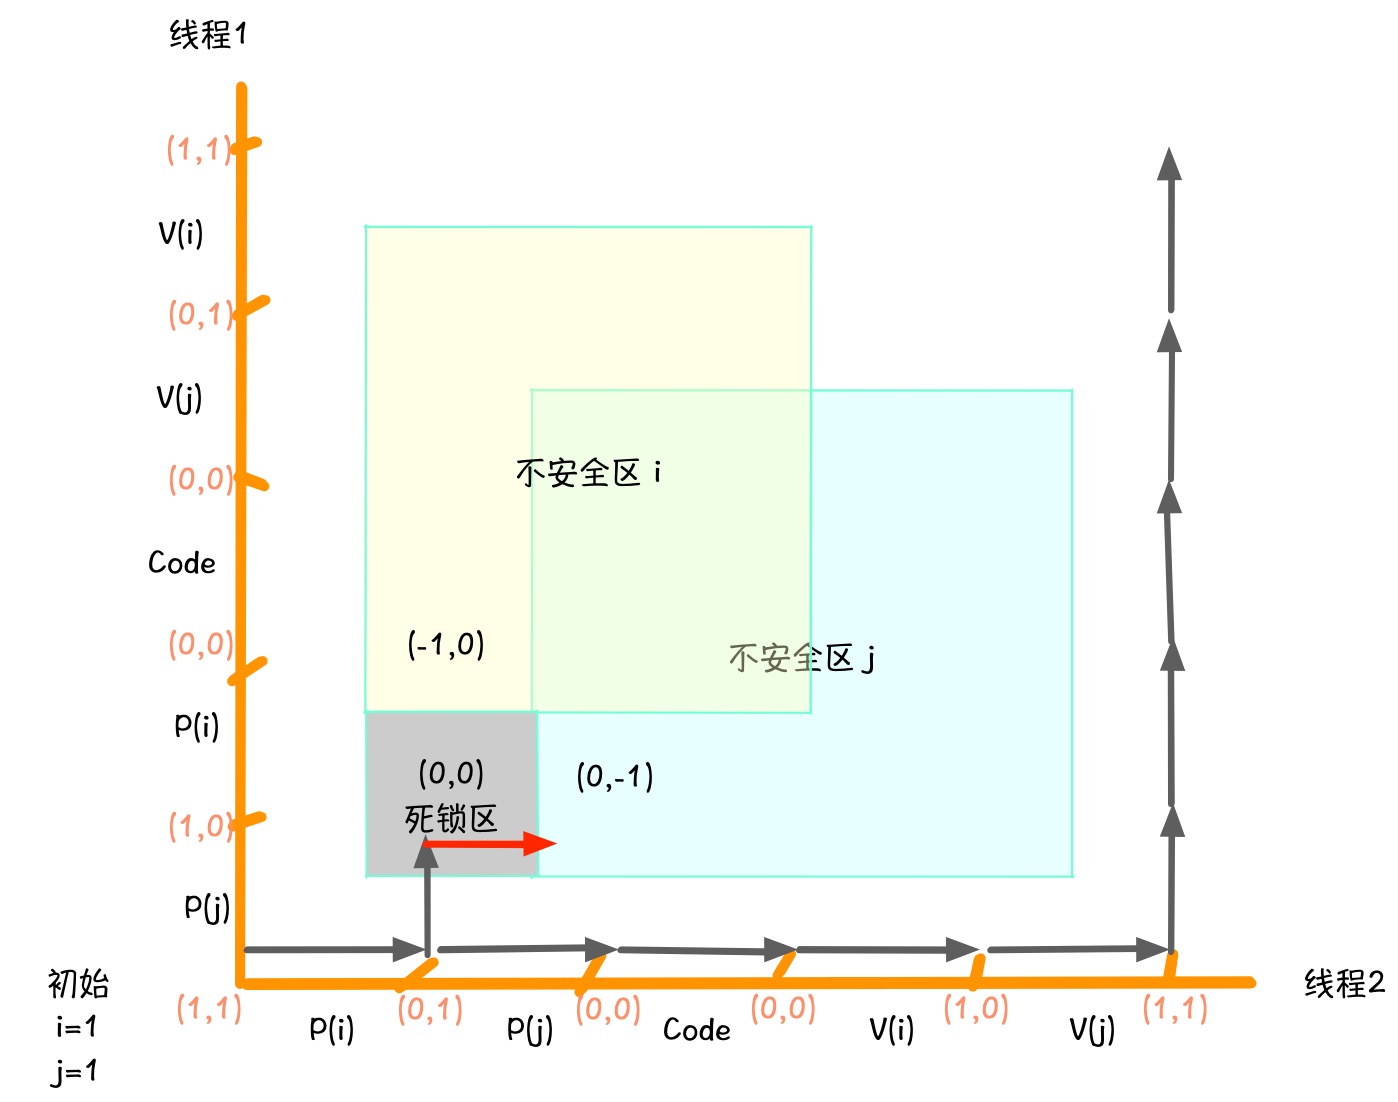 线程1
(1,1)
V(i)
(0,1)
V(j)
(0,0)
不安全区 i
Code
(0,0)
(-1,0)
不安全区 j
P(i)
(0,0)
(0,-1)
死锁区
(1,0)
P(j)
初始
i=1
j=1
(1,1)
P(i)
(0,1)
P(j)
(0,0)
Code
(0,0)
V(i)
(1,0)
V(j)
(1,1)
线程2